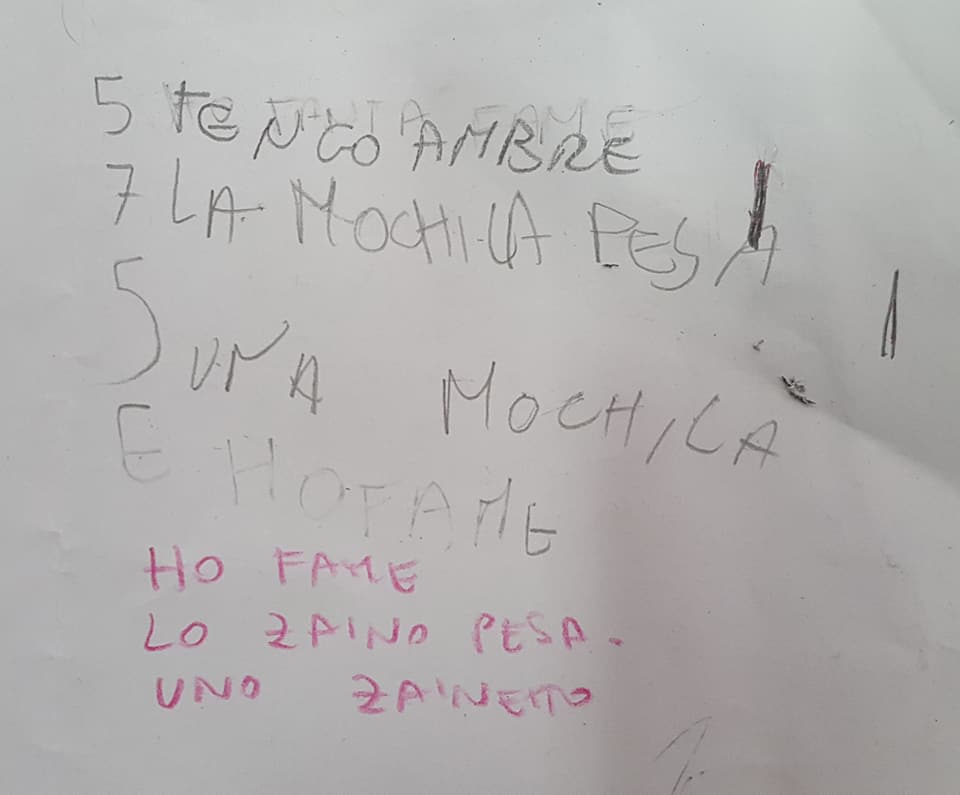 5 TENGO AMBRE
7 LA MOCHILA PESA
5 UNA MOCHILA
E HO FAME
HO FAME
LO ZAINO PESA.
UNO ZAINETTO